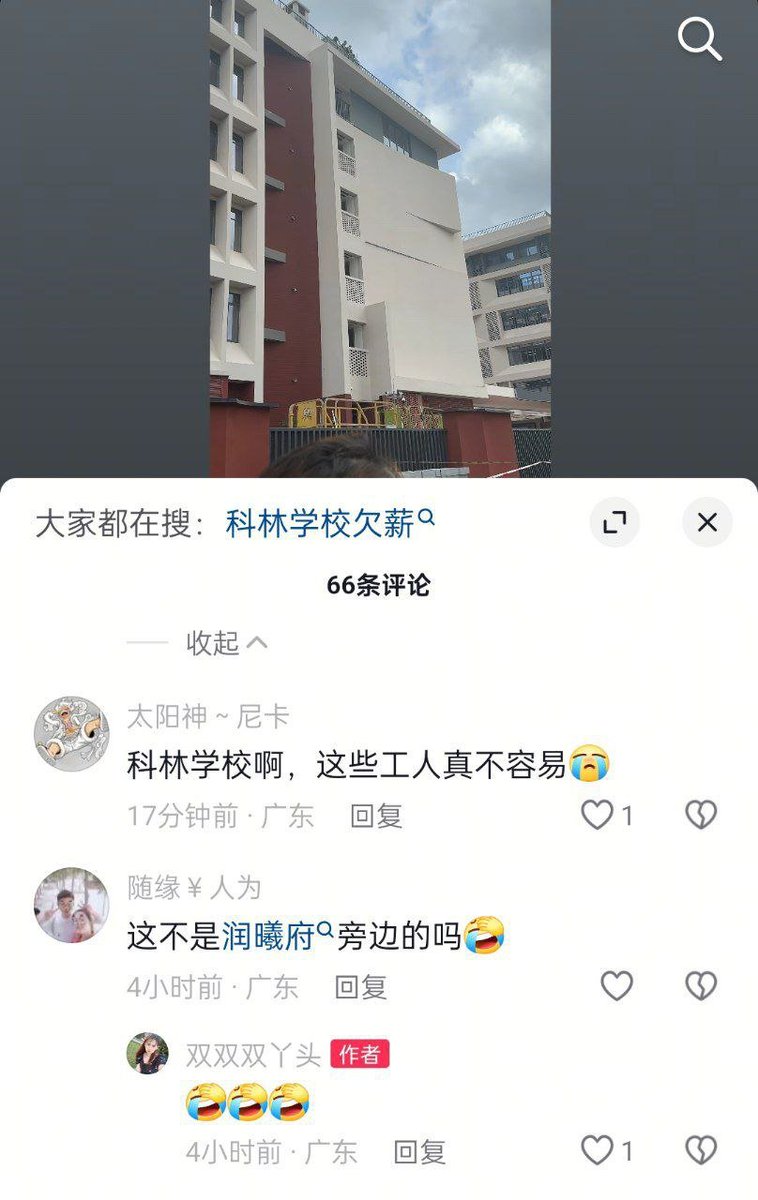 大家都在搜：科林学校欠薪
66条评论
收起
太阳神～尼卡
科林学校啊，这些工人真不容易😭
17分钟前·广东 回复 1
随缘￥人为
这不是润曦府旁边的吗🤣
4小时前·广东 回复
双双双丫头 作者
🤣🤣🤣
4小时前·广东 回复 1